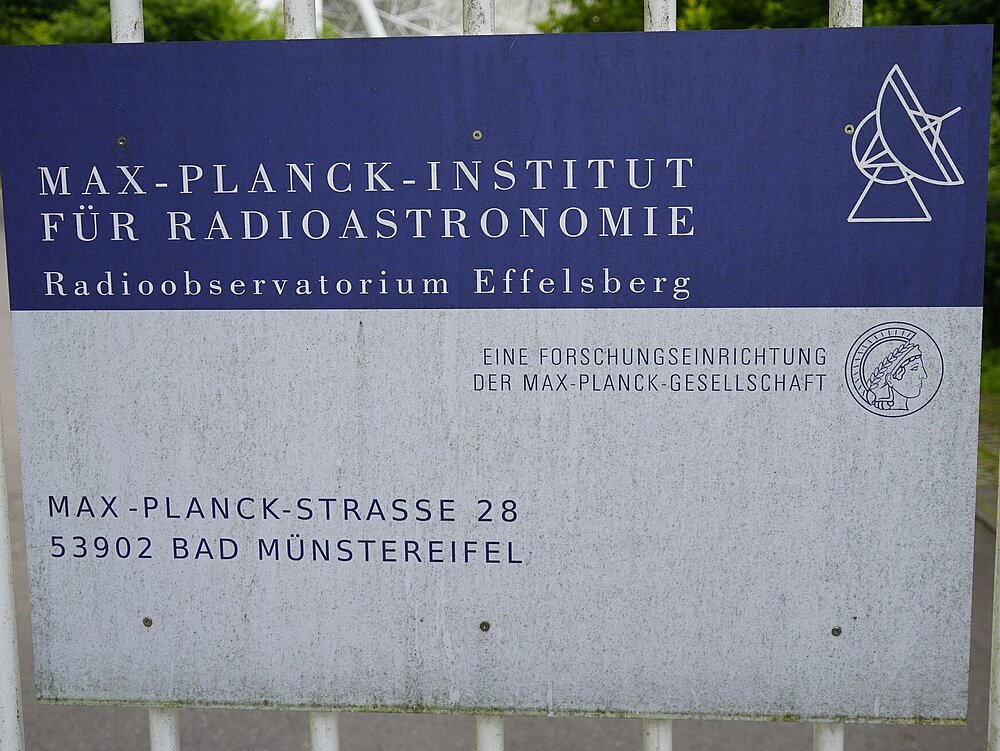 MAX-PLANCK-INSTITUT
FÜR RADIOASTRONOMIE
Radioobservatorium Effelsberg
EINE FORSCHUNGSEINRICHTUNG
DER MAX-PLANCK-GESELLSCHAFT
MAX-PLANCK-STRASSE 28
53902 BAD MÜNSTEREIFEL